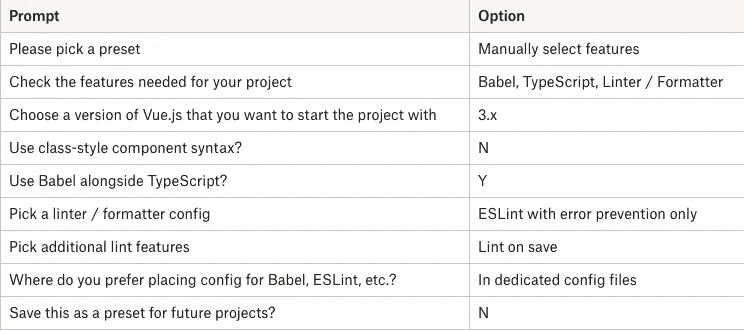 Prompt Option
Please pick a preset Manually select features
Check the features needed for your project Babel, TypeScript, Linter / Formatter
Choose a version of Vue.js that you want to start the project with 3.x
Use class-style component syntax? N
Use Babel alongside TypeScript? Y
Pick a linter / formatter config ESLint with error prevention only
Pick additional lint features Lint on save
Where do you prefer placing config for Babel, ESLint, etc.? In dedicated config files
Save this as a preset for future projects? N